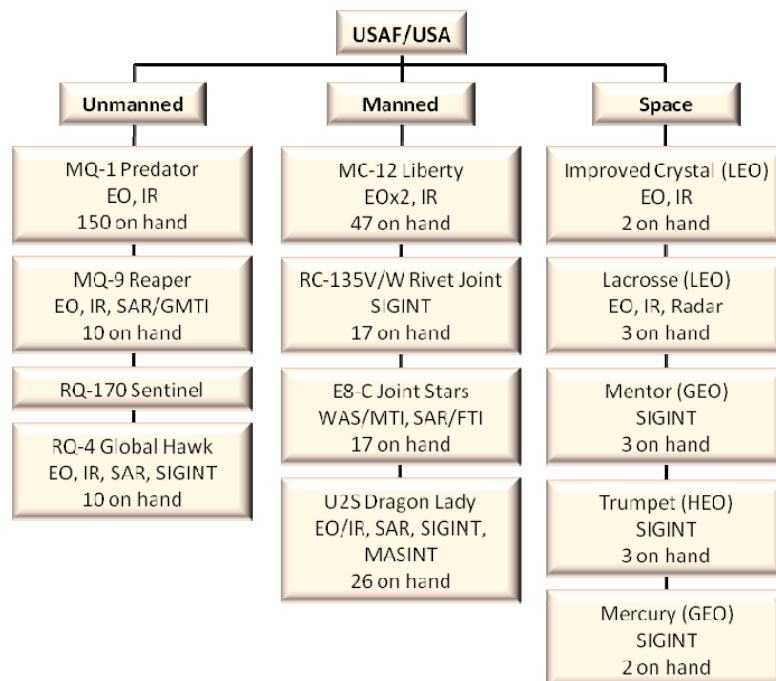 USAF/USA
Unmanned
Manned
Space
MQ-1 Predator
EO, IR
150 on hand
MQ-9 Reaper
EO, IR, SAR/GMTI
10 on hand
RQ-170 Sentinel
RQ-4 Global Hawk
EO, IR, SAR, SIGINT
10 on hand
MC-12 Liberty
EOx2, IR
47 on hand
RC-135V/W Rivet Joint
SIGINT
17 on hand
E8-C Joint Stars
WAS/MTI, SAR/FTI
17 on hand
U2S Dragon Lady
EO/IR, SAR, SIGINT,
MASINT
26 on hand
Improved Crystal (LEO)
EO, IR
2 on hand
Lacrosse (LEO)
EO, IR, Radar
3 on hand
Mentor (GEO)
SIGINT
3 on hand
Trumpet (HEO)
SIGINT
3 on hand
Mercury (GEO)
SIGINT
2 on hand